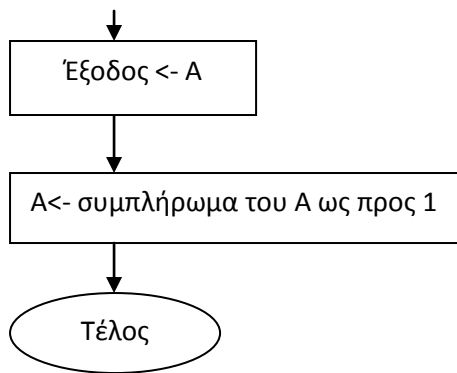 Έξοδος <- Α
Α<- συμπλήρωμα του Α ως προς 1
Τέλος